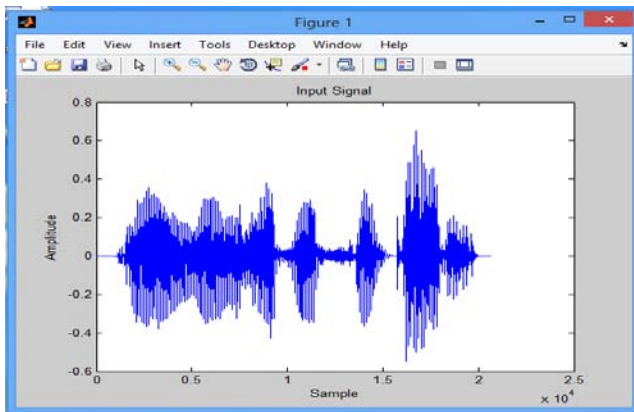 Figure 1
File Edit View Insert Tools Desktop Window Help
Input Signal
0.8
0.6
0.4
0.2
0
-0.2
-0.4
-0.6
Amplitude
0 0.5 1 1.5 2 2.5
Sample
× 10⁴